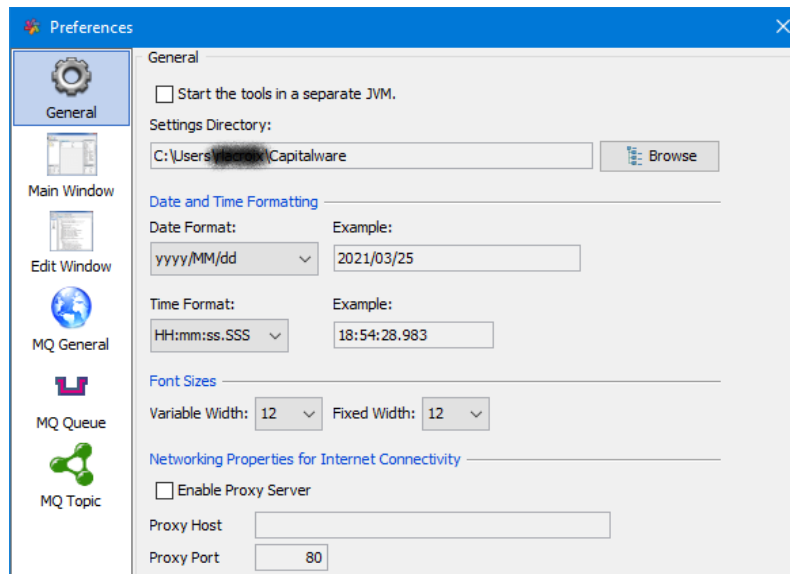 Preferences
General
Main Window
Edit Window
MQ General
MQ Queue
MQ Topic
General
Start the tools in a separate JVM.
Settings Directory:
C:\Users\ \Capitalware
Browse
Date and Time Formatting
Date Format: Example:
yyyy/MM/dd 2021/03/25
Time Format: Example:
HH:mm:ss.SSS 18:54:28.983
Font Sizes
Variable Width: 12 Fixed Width: 12
Networking Properties for Internet Connectivity
Enable Proxy Server
Proxy Host
Proxy Port 80